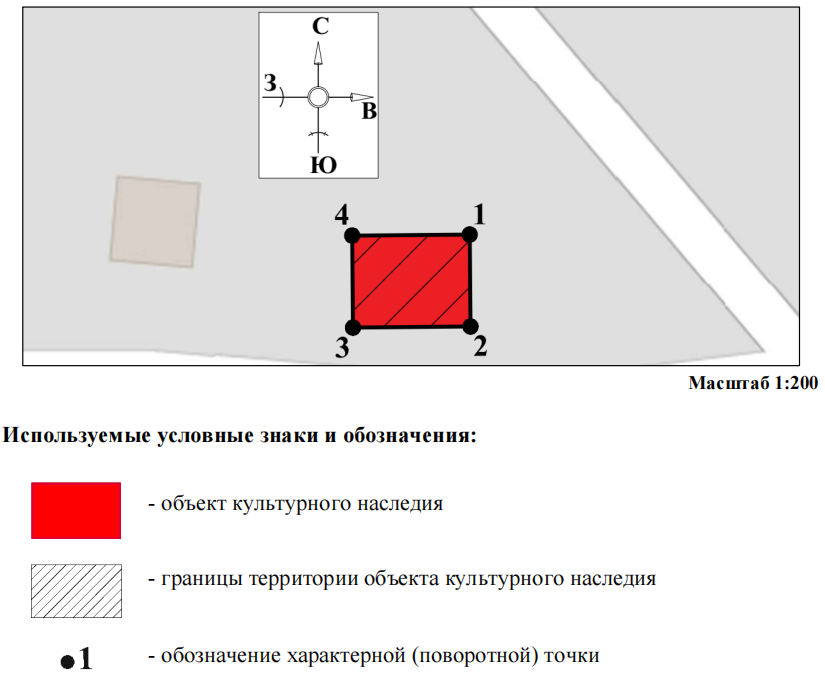 С
З
В
Ю
4 1
3 2
Масштаб 1:200
Используемые условные знаки и обозначения:
- объект культурного наследия
- границы территории объекта культурного наследия
1 - обозначение характерной (поворотной) точки